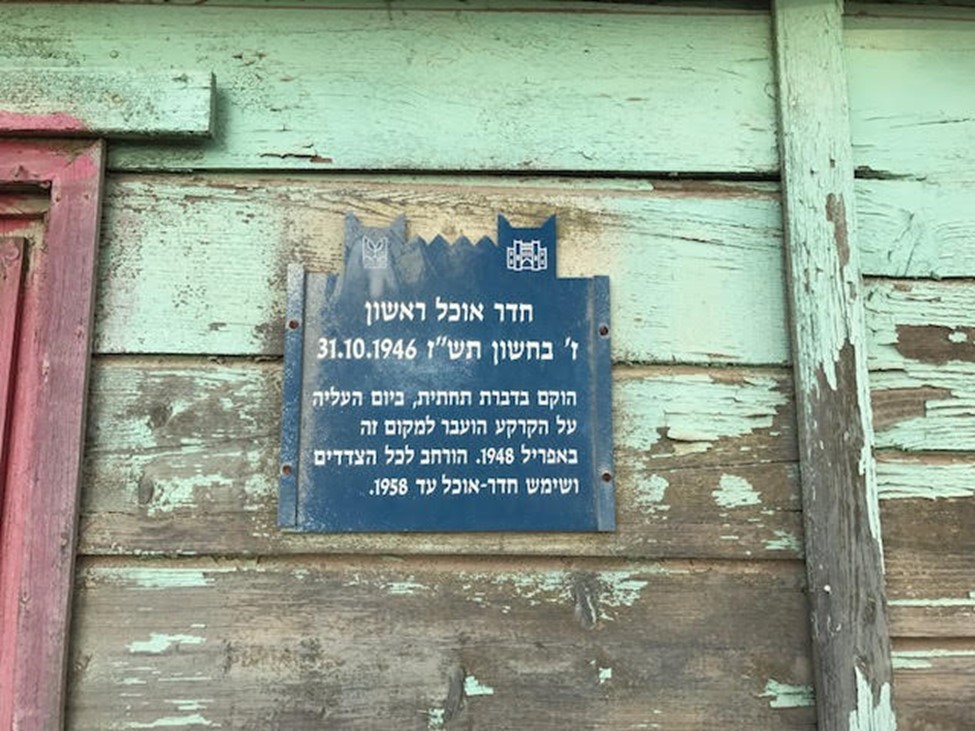 חדר אוכל ראשון
ז' בחשון תש"ז 31.10.1946
הוקם בדברת תחתית, ביום העליה
על הקרקע הועבר למקום זה
באפריל 1948. הורחב לכל הצדדים
ושימש חדר-אוכל עד 1958.